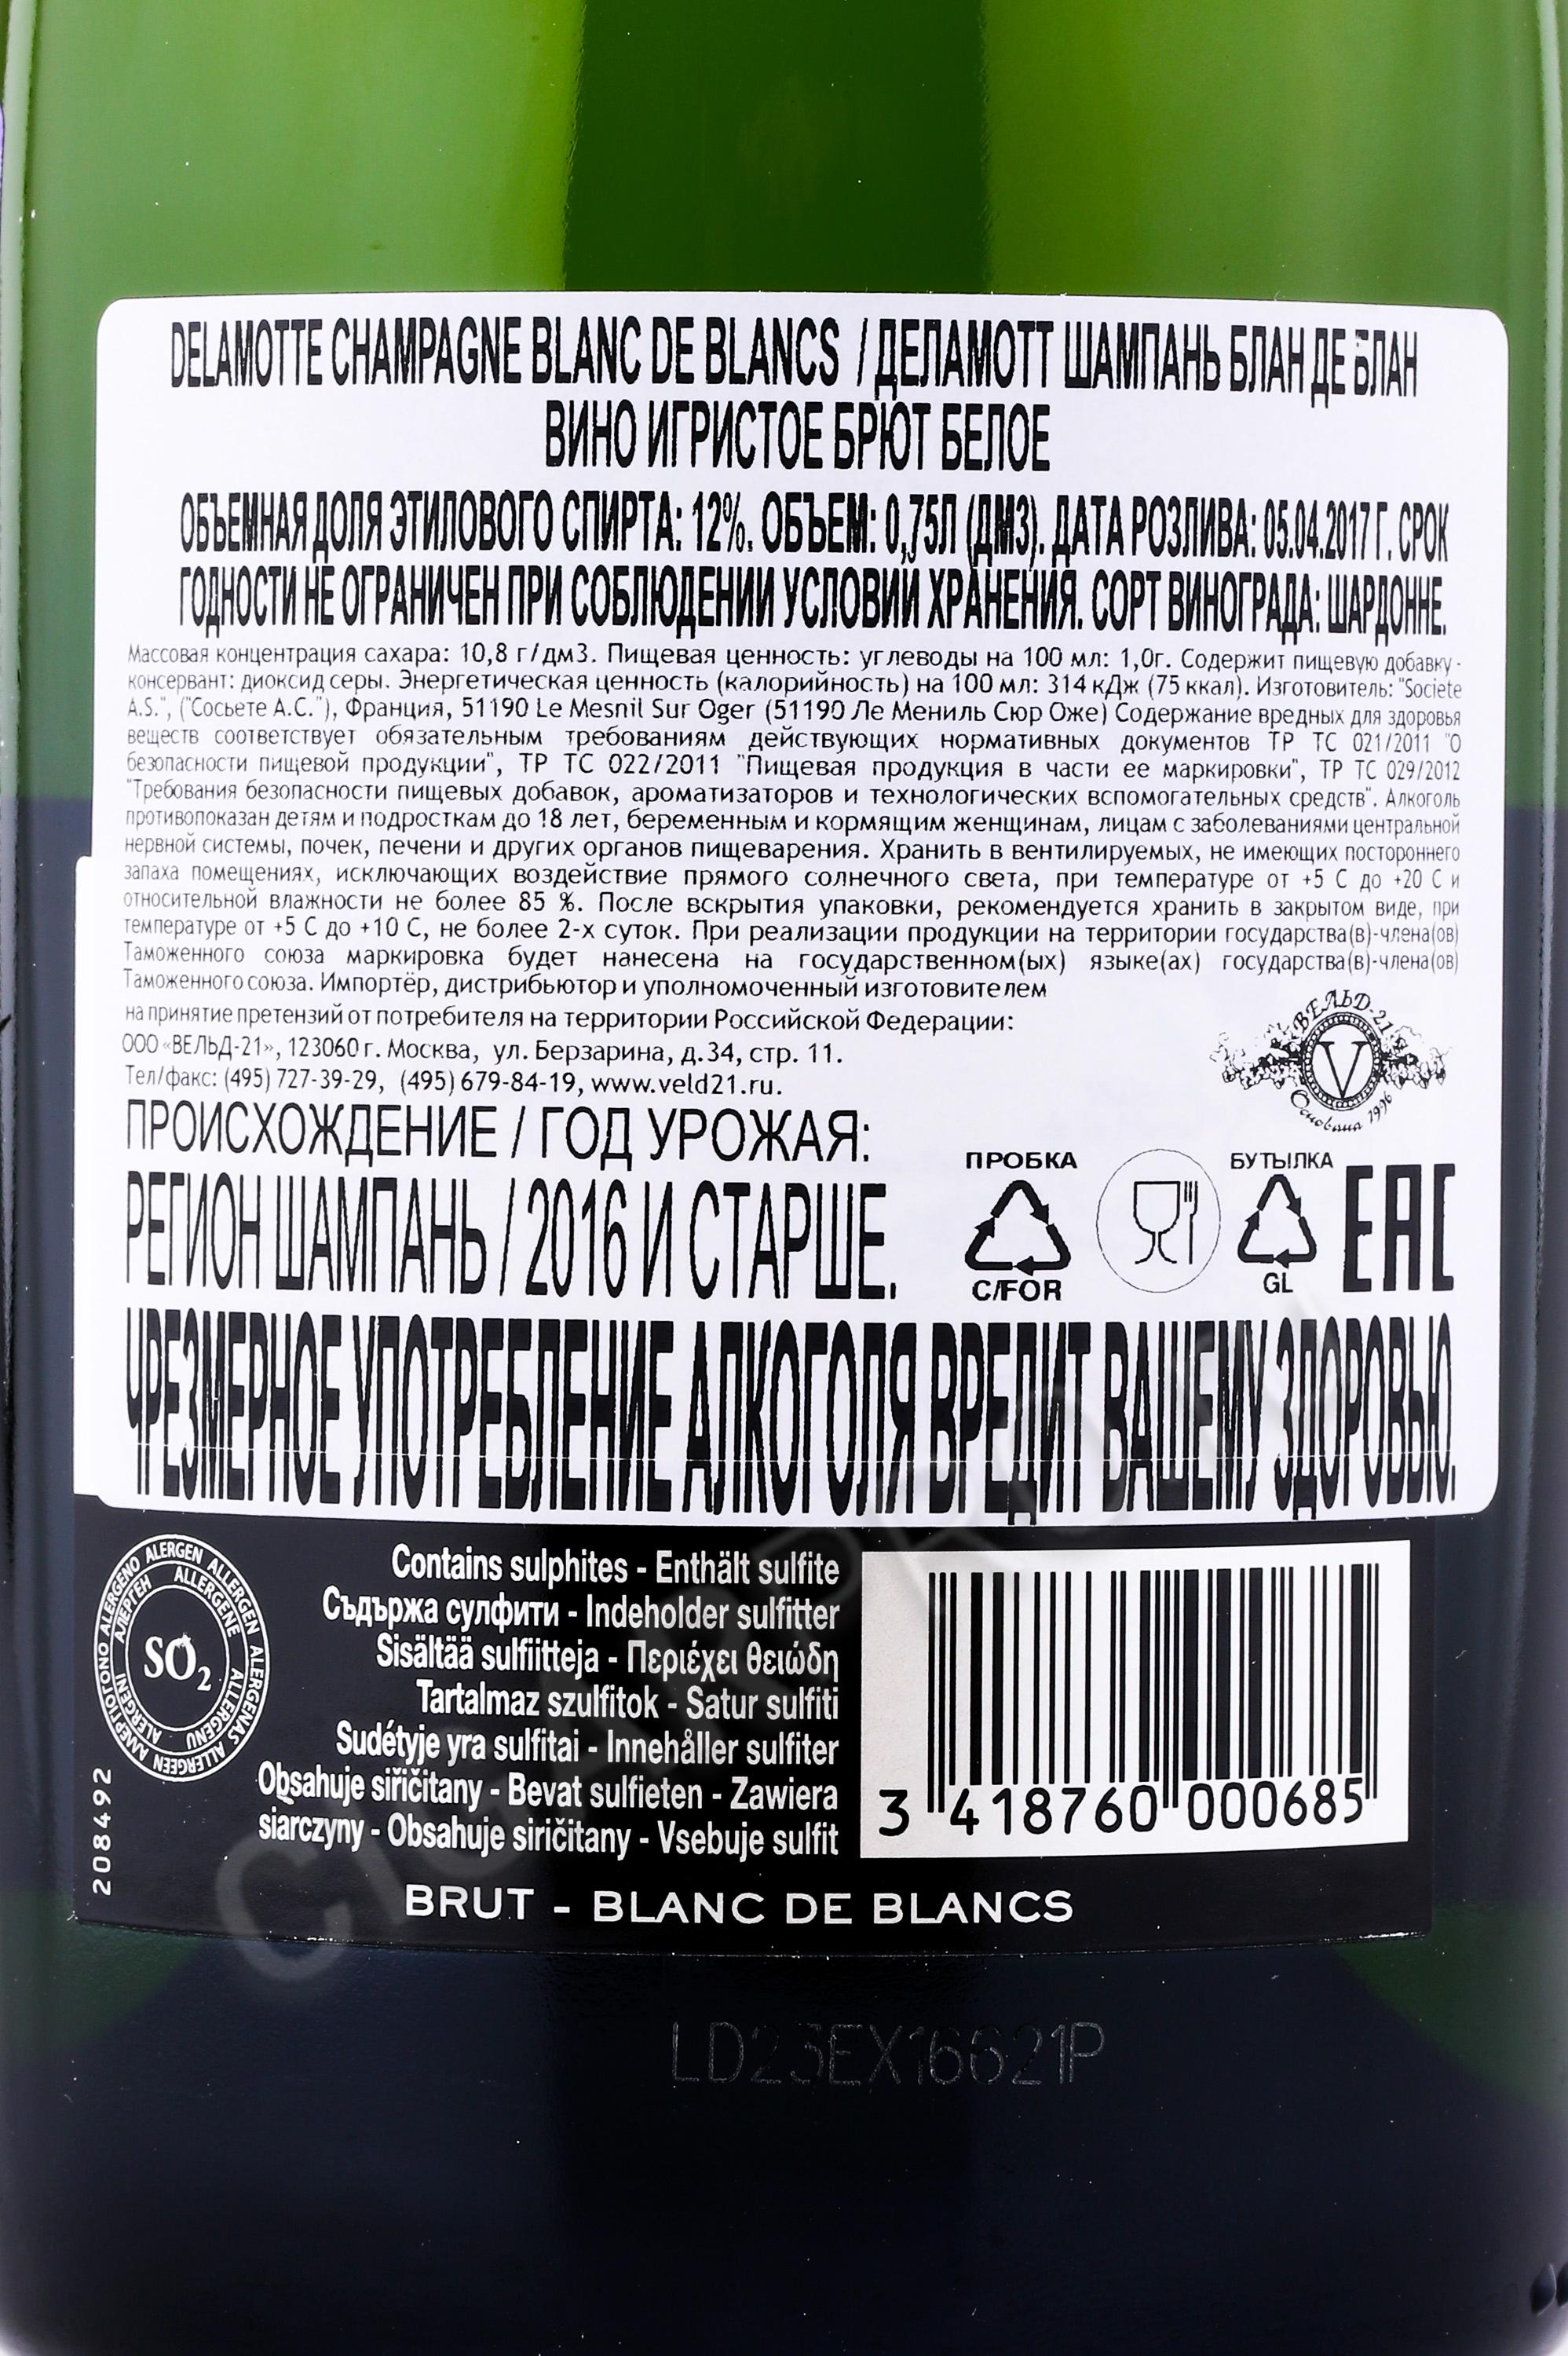 DELAMOTTE CHAMPAGNE BLANC DE BLANCS / ДЕЛАМОТТ ШАМПАНЬ БЛАН ДЕ БЛАН
ВИНО ИГРИСТОЕ БРЮТ БЕЛОЕ
ОБЪЕМНАЯ ДОЛЯ ЭТИЛОВОГО СПИРТА: 12%. ОБЪЕМ: 0,75Л (ДМ3). ДАТА РОЗЛИВА: 05.04.2017 Г. СРОК
ГОДНОСТИ НЕ ОГРАНИЧЕН ПРИ СОБЛЮДЕНИИ УСЛОВИЙ ХРАНЕНИЯ. СОРТ ВИНОГРАДА: ШАРДОННЕ.
Массовая концентрация сахара: 10,8 г/дм3. Пищевая ценность: углеводы на 100 мл: 1,0г. Содержит пищевую добавку -
консервант: диоксид серы. Энергетическая ценность (калорийность) на 100 мл: 314 кДж (75 ккал). Изготовитель: "Societe
A.S.", ("Сосьете А.С."), Франция, 51190 Le Mesnil Sur Oger (51190 Ле Мениль Сюр Оже) Содержание вредных для здоровья
веществ соответствует обязательным требованиям действующих нормативных документов ТР ТС 021/2011 "О
безопасности пищевой продукции", ТР ТС 022/2011 "Пищевая продукция в части ее маркировки", ТР ТС 029/2012
"Требования безопасности пищевых добавок, ароматизаторов и технологических вспомогательных средств". Алкоголь
противопоказан детям и подросткам до 18 лет, беременным и кормящим женщинам, лицам с заболеваниями центральной
нервной системы, почек, печени и других органов пищеварения. Хранить в вентилируемых, не имеющих постороннего
запаха помещениях, исключающих воздействие прямого солнечного света, при температуре от +5 С до +20 С и
относительной влажности не более 85 %. После вскрытия упаковки, рекомендуется хранить в закрытом виде, при
температуре от +5 С до +10 С, не более 2-х суток. При реализации продукции на территории государства(в)-члена(ов)
Таможенного союза маркировка будет нанесена на государственном(ых) языке(ах) государства(в)-члена(ов)
Таможенного союза. Импортёр, дистрибьютор и уполномоченный изготовителем
на принятие претензий от потребителя на территории Российской Федерации:
ООО «ВЕЛЬД-21», 123060 г. Москва, ул. Берзарина, д.34, стр. 11.
Тел/факс: (495) 727-39-29, (495) 679-84-19, www.veld21.ru.
ВЕЛЬД-21
V
Основана 1996
ПРОИСХОЖДЕНИЕ / ГОД УРОЖАЯ:
РЕГИОН ШАМПАНЬ / 2016 И СТАРШЕ.
ПРОБКА
C/FOR
БУТЫЛКА
GL
EAC
ЧРЕЗМЕРНОЕ УПОТРЕБЛЕНИЕ АЛКОГОЛЯ ВРЕДИТ ВАШЕМУ ЗДОРОВЬЮ.
ALERGENO ALERGEN ALLERGEN ALERGENAS ALLERGEEN ΑΛΛΕΡΓΙΟΓΟΝΟ
АЛЕРГЕН ALLERGENE ALLERGENU ALERGENI
SO2
208492
Contains sulphites - Enthält sulfite
Съдържа сулфити - Indeholder sulfitter
Sisältää sulfiitteja - Περιέχει θειώδη
Tartalmaz szulfitok - Satur sulfiti
Sudétyje yra sulfitai - Innehåller sulfiter
Obsahuje siřičitany - Bevat sulfieten - Zawiera
siarczyny - Obsahuje siričitany - Vsebuje sulfit
3 418760 000685
BRUT - BLANC DE BLANCS
LD23EX16621P